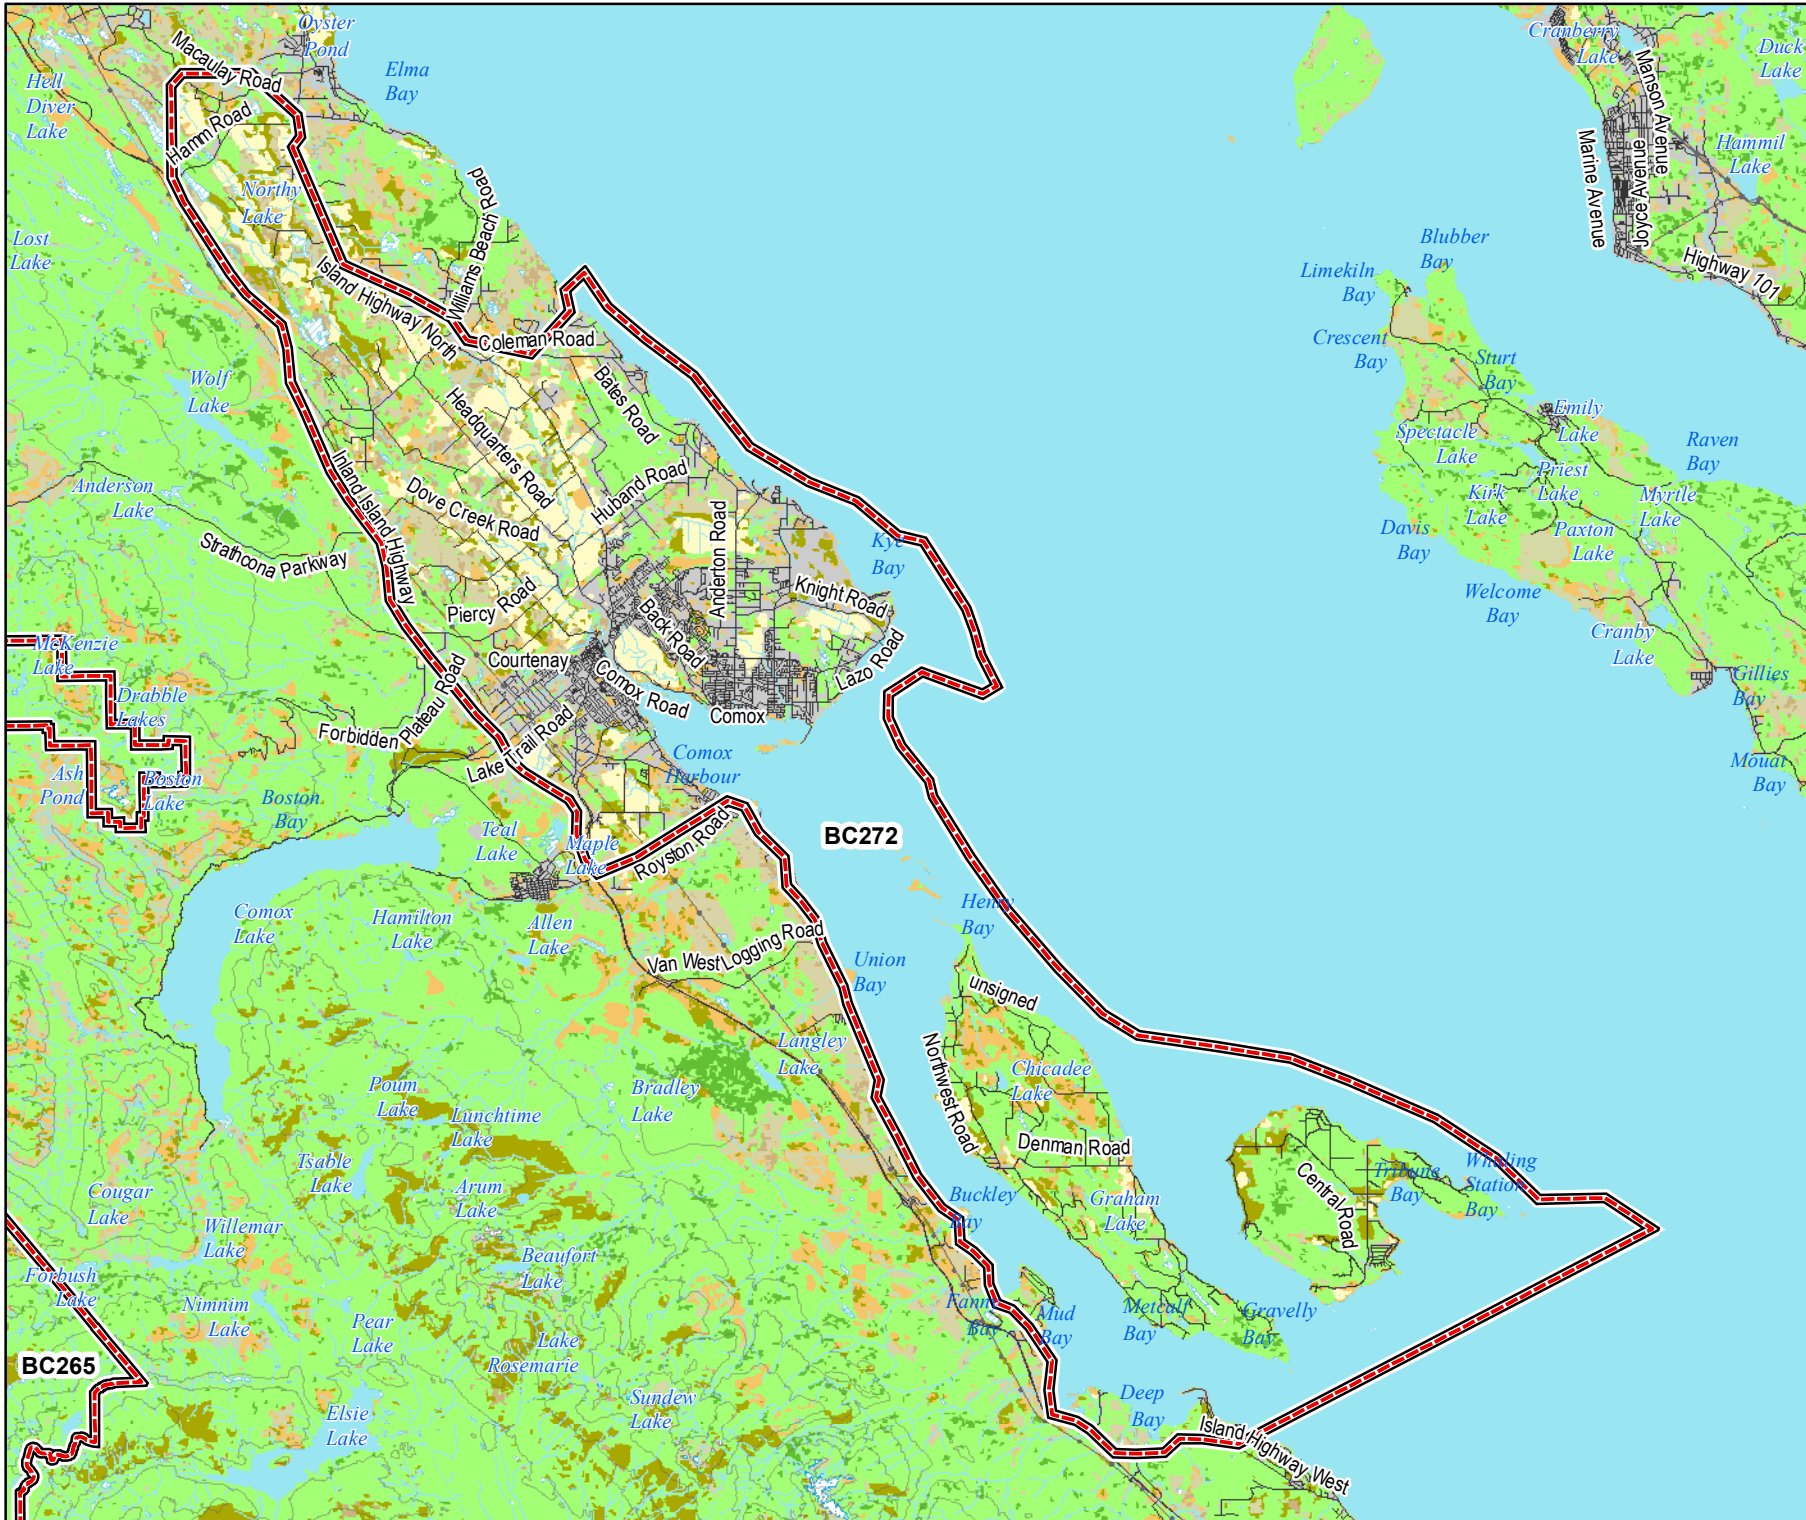 Oyster
Pond
Cranberry
Lake
Duck
Lake
Macaulay Road
Elma
Bay
Hell
Diver
Lake
Manson Avenue
Joyce Avenue
Marine Avenue
Hamm Road
Hammil
Lake
Northy
Lake
Williams Beach Road
Lost
Lake
Blubber
Bay
Limekiln
Bay
Highway 101
Island Highway North
Coleman Road
Crescent
Bay
Sturt
Bay
Wolf
Lake
Bates Road
Headquarters Road
Emily
Lake
Spectacle
Lake
Raven
Bay
Inland Island Highway
Huband Road
Priest
Lake
Anderson
Lake
Dove Creek Road
Kirk
Lake
Myrtle
Lake
Anderton Road
Davis
Bay
Paxton
Lake
Strathcona Parkway
Kye
Bay
Piercy Road
Knight Road
Welcome
Bay
Back Road
Cranby
Lake
McKenzie
Lake
Courtenay
Lazo Road
Comox Road
Gillies
Bay
Drabble
Lakes
Forbidden Plateau Road
Comox
Lake Trail Road
Comox
Harbour
Mouat
Bay
Ash
Pond
Boston
Lake
Boston
Bay
Teal
Lake
Maple
Lake
Royston Road
BC272
Comox
Lake
Hamilton
Lake
Allen
Lake
Henry
Bay
Van West Logging Road
Union
Bay
unsigned
Langley
Lake
Northwest Road
Chicadee
Lake
Poum
Lake
Lunchtime
Lake
Bradley
Lake
Denman Road
Tsable
Lake
Central Road
Tribune
Bay
Whaling
Station
Bay
Cougar
Lake
Arum
Lake
Buckley
Bay
Graham
Lake
Willemar
Lake
Beaufort
Lake
Forbush
Lake
Nimnim
Lake
Pear
Lake
Lake
Rosemarie
Fanny
Bay
Mud
Bay
Metcalf
Bay
Gravelly
Bay
BC265
Elsie
Lake
Sundew
Lake
Deep
Bay
Island Highway West